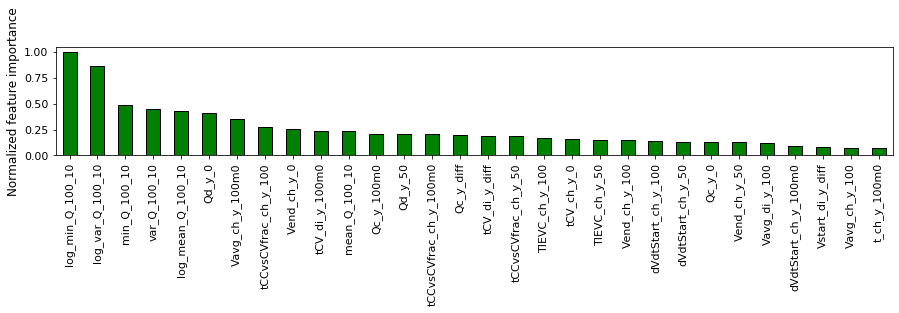 Normalized feature importance
1.00
0.75
0.50
0.25
0.00
log_min_Q_100_10
log_var_Q_100_10
min_Q_100_10
var_Q_100_10
log_mean_Q_100_10
Qd_y_0
Vavg_ch_y_100m0
tCCvsCVfrac_ch_y_100
Vend_ch_y_0
tCV_di_y_100m0
mean_Q_100_10
Qc_y_100m0
Qd_y_50
tCCvsCVfrac_ch_y_100m0
Qc_y_diff
tCV_di_y_diff
tCCvsCVfrac_ch_y_50
TIEVC_ch_y_100
tCV_ch_y_0
TIEVC_ch_y_50
Vend_ch_y_100
dVdtStart_ch_y_100
dVdtStart_ch_y_50
Qc_y_0
Vend_ch_y_50
Vavg_di_y_100
dVdtStart_ch_y_100m0
Vstart_di_y_diff
Vavg_ch_y_100
t_ch_y_100m0